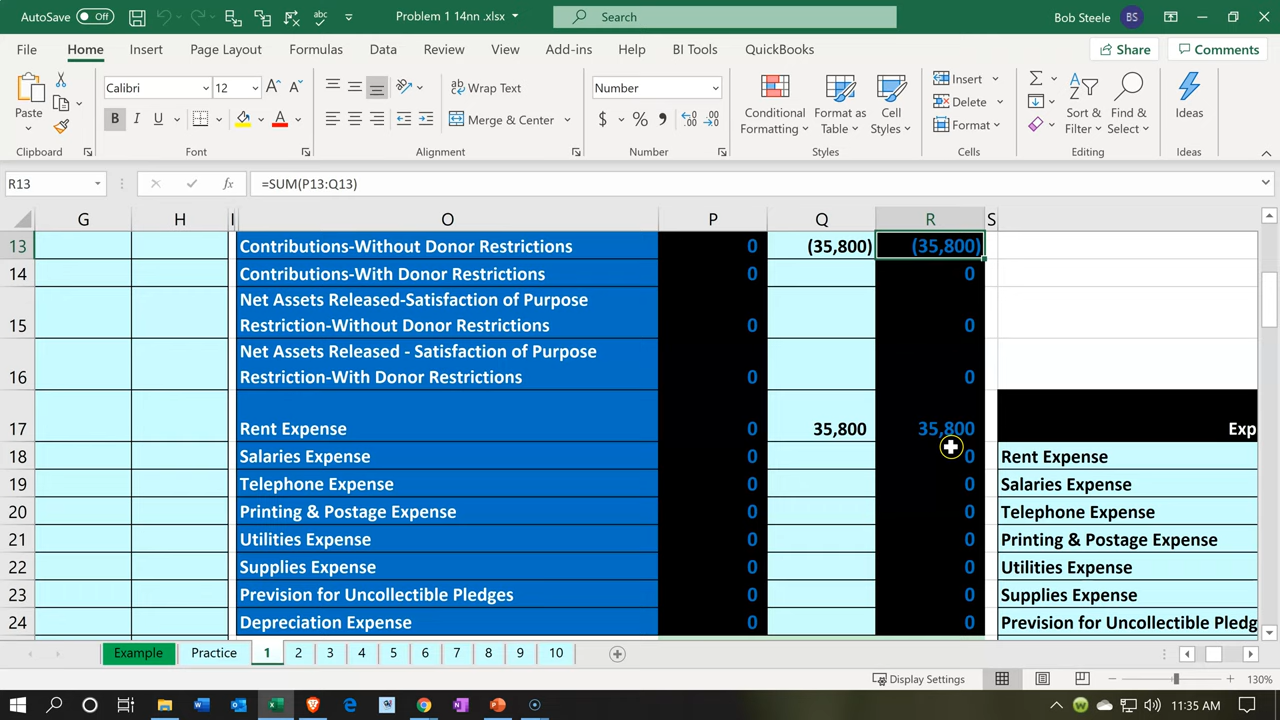 AutoSave Off
Problem 1 14nn .xlsx
Search
Bob Steele BS
File Home Insert Page Layout Formulas Data Review View Add-ins Help BI Tools QuickBooks Share Comments
Paste
Calibri 12
Wrap Text
Merge & Center
Number
Conditional Formatting
Format as Table
Cell Styles
Insert
Delete
Format
Sort & Filter
Find & Select
Ideas
Clipboard Font Alignment Number Styles Cells Editing Ideas
R13 fx =SUM(P13:Q13)
G H I O P Q R S
13 Contributions-Without Donor Restrictions 0 (35,800) (35,800)
14 Contributions-With Donor Restrictions 0 0
Net Assets Released-Satisfaction of Purpose
15 Restriction-Without Donor Restrictions 0 0
Net Assets Released - Satisfaction of Purpose
16 Restriction-With Donor Restrictions 0 0
17 Rent Expense 0 35,800 35,800 Exp
18 Salaries Expense 0 0 Rent Expense
19 Telephone Expense 0 0 Salaries Expense
20 Printing & Postage Expense 0 0 Telephone Expense
21 Utilities Expense 0 0 Printing & Postage Expense
22 Supplies Expense 0 0 Utilities Expense
23 Prevision for Uncollectible Pledges 0 0 Supplies Expense
24 Depreciation Expense 0 0 Prevision for Uncollectible Pledg
Example Practice 1 2 3 4 5 6 7 8 9 10
Display Settings 130%
11:35 AM